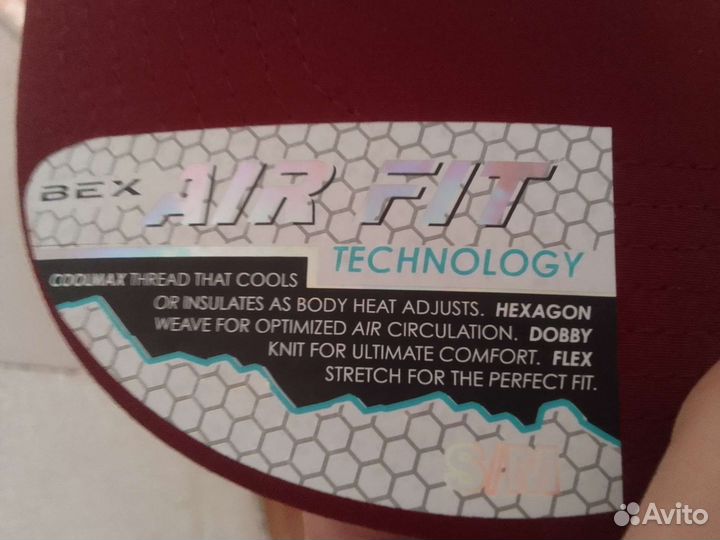 BEX AIR FIT
TECHNOLOGY
COOLMAX THREAD THAT COOLS
OR INSULATES AS BODY HEAT ADJUSTS. HEXAGON
WEAVE FOR OPTIMIZED AIR CIRCULATION. DOBBY
KNIT FOR ULTIMATE COMFORT. FLEX
STRETCH FOR THE PERFECT FIT.
Avito